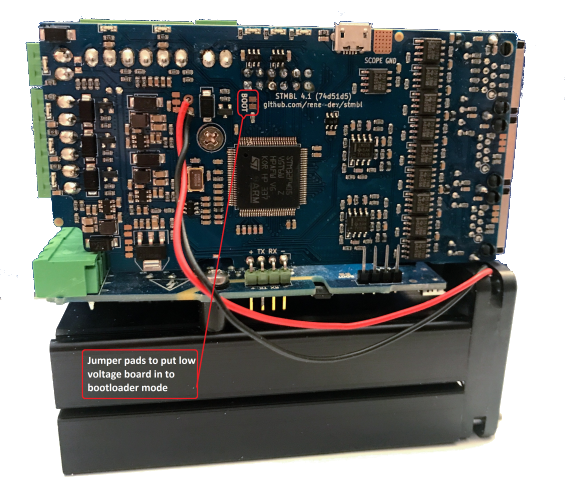 SCOPE GND
STMBL 4.1 (74d51d5)
github.com/rene-dev/stmbl
BOOT
+ TX RX -
Jumper pads to put low
voltage board in to
bootloader mode